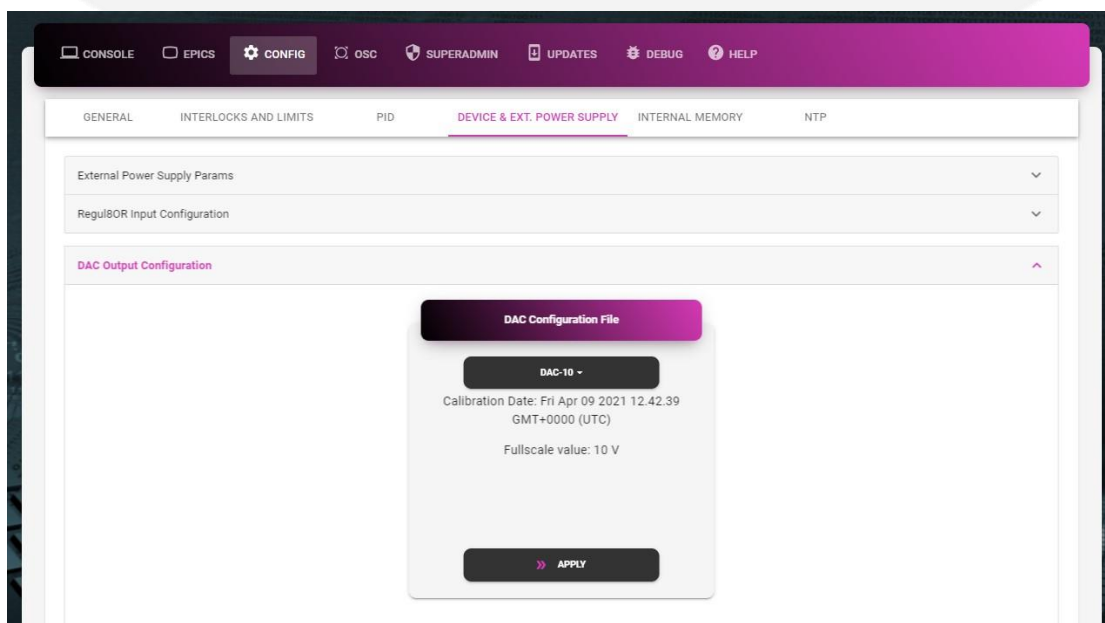 CONSOLE EPICS CONFIG OSC SUPERADMIN UPDATES DEBUG HELP
GENERAL INTERLOCKS AND LIMITS PID DEVICE & EXT. POWER SUPPLY INTERNAL MEMORY NTP
External Power Supply Params
Regul8OR Input Configuration
DAC Output Configuration
DAC Configuration File
DAC-10
Calibration Date: Fri Apr 09 2021 12.42.39
GMT+0000 (UTC)
Fullscale value: 10 V
APPLY